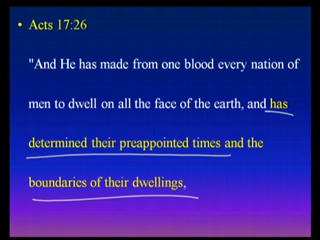 • Acts 17:26
"And He has made from one blood every nation of
men to dwell on all the face of the earth, and has
determined their preappointed times and the
boundaries of their dwellings,